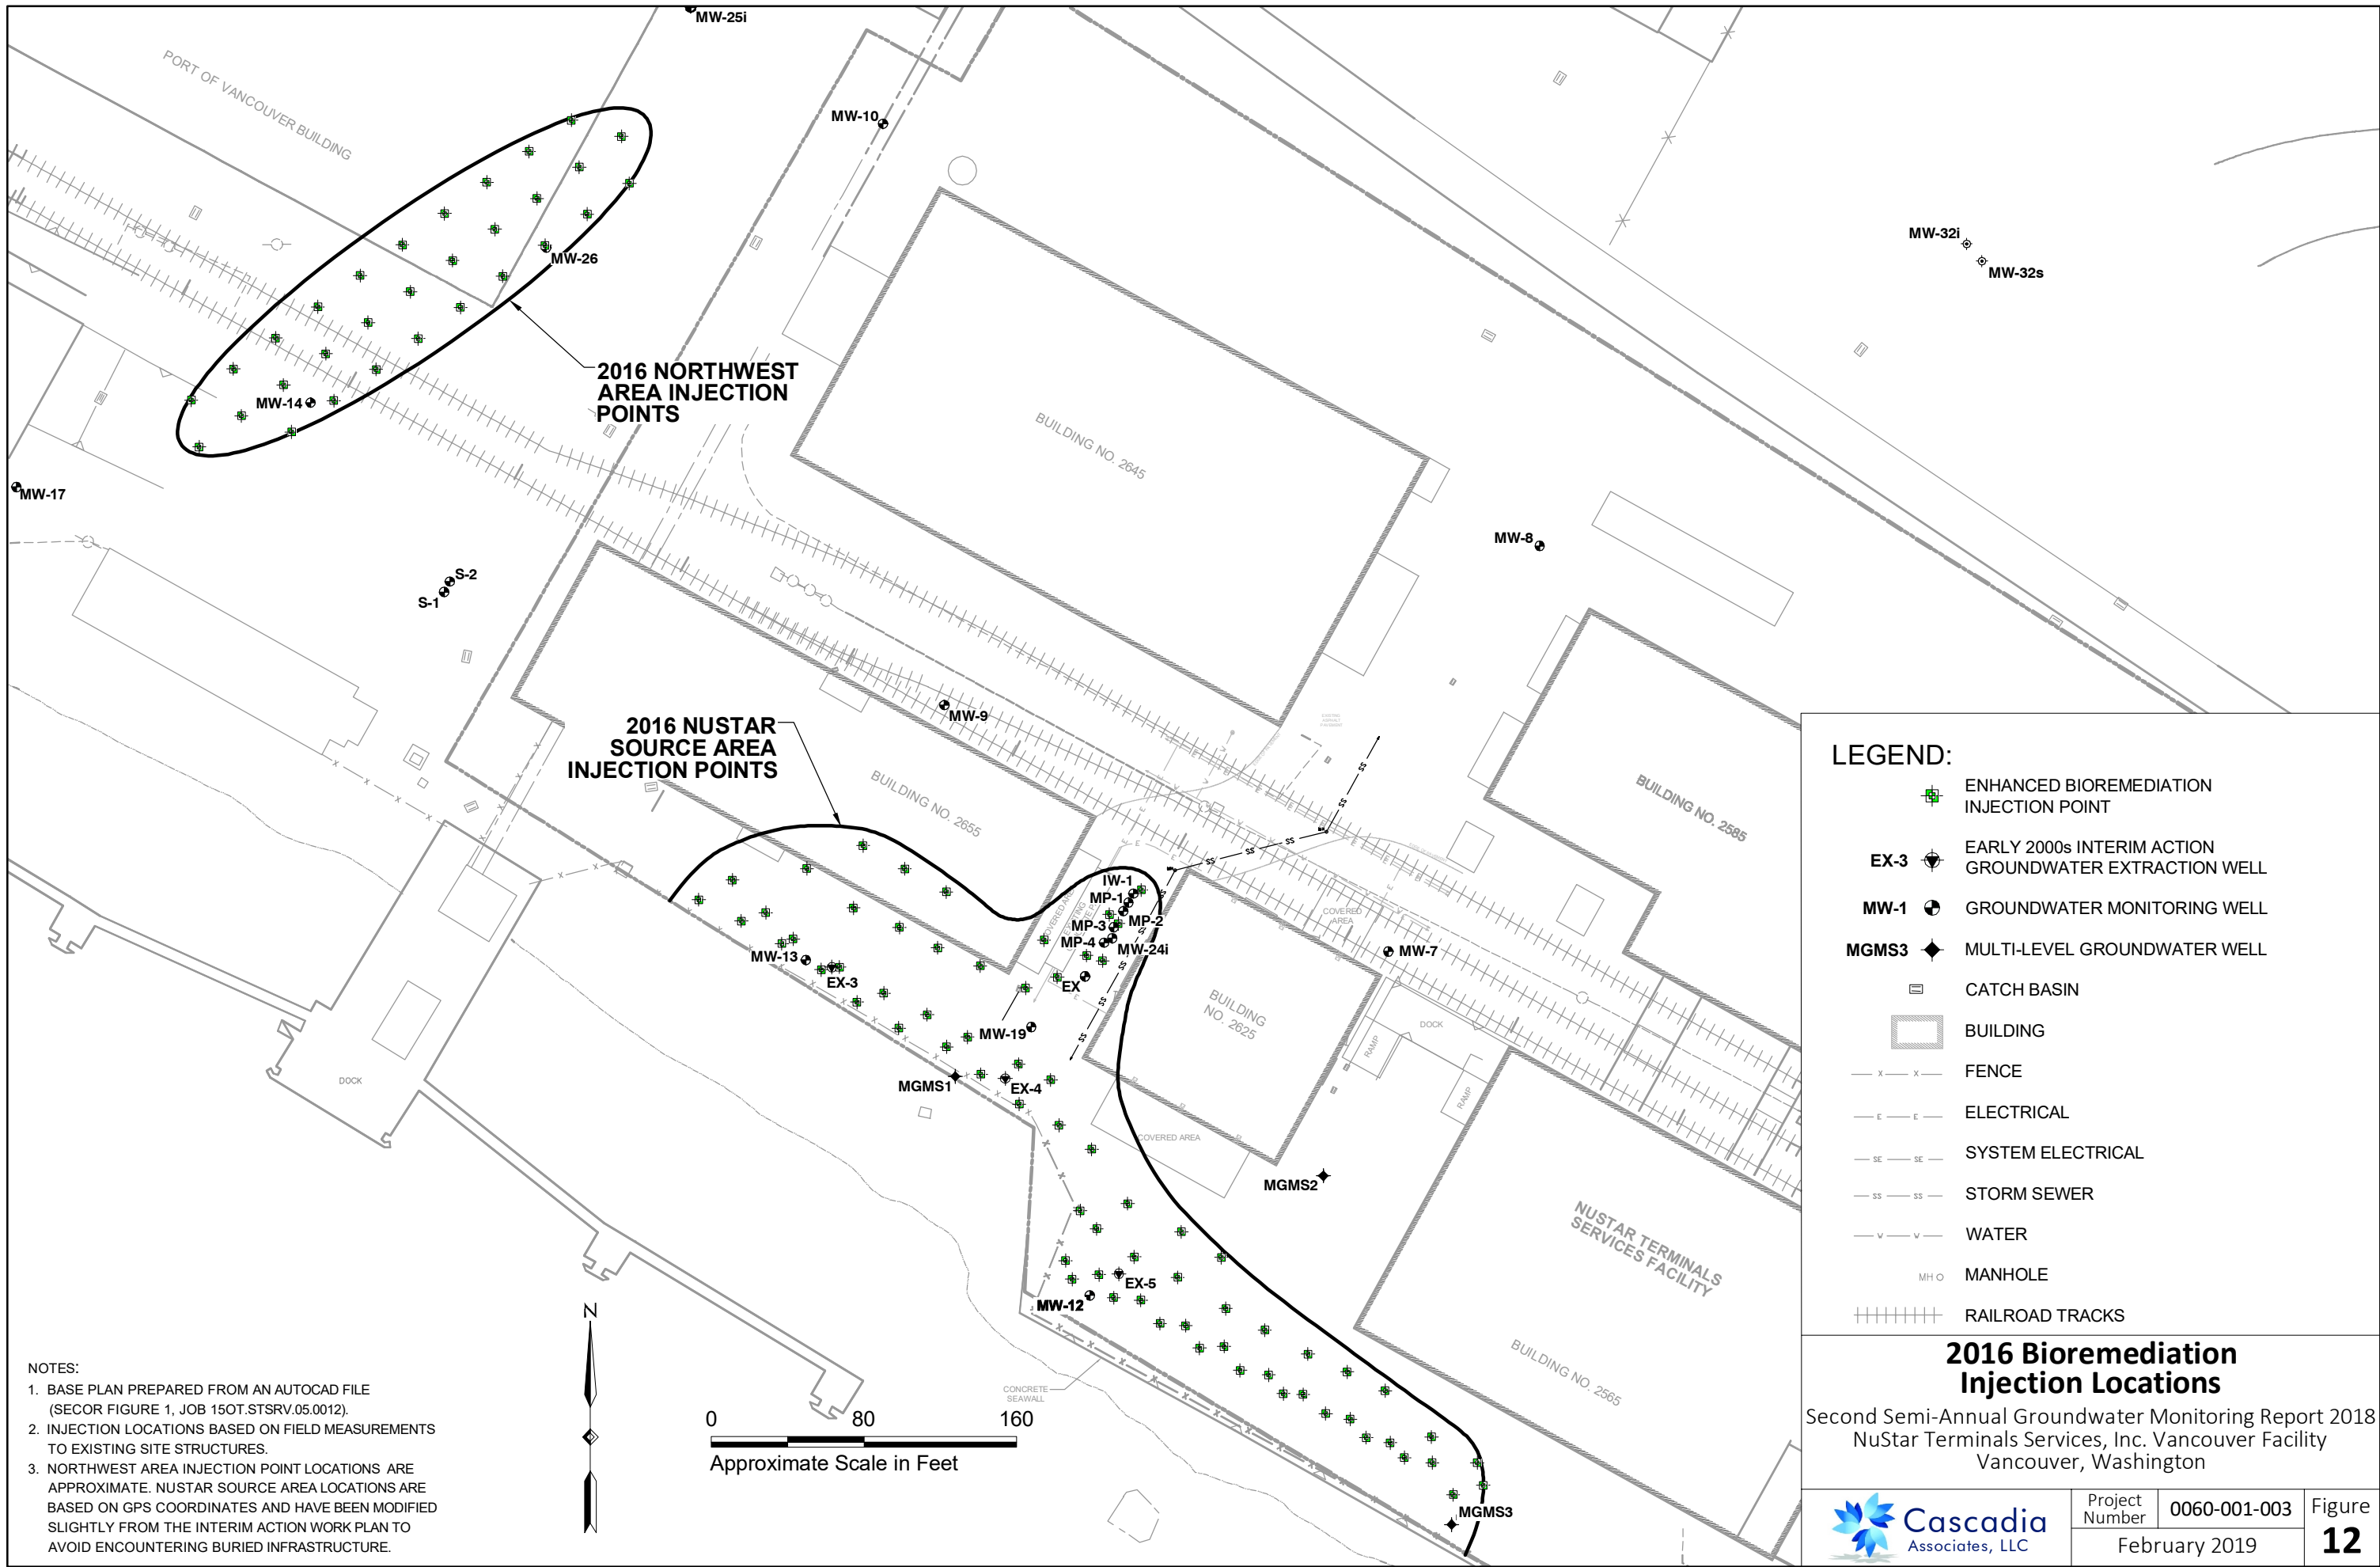 MW-25i
PORT OF VANCOUVER BUILDING
MW-10
MW-26
MW-32i
MW-32s
2016 NORTHWEST
AREA INJECTION
POINTS
MW-14
MW-17
BUILDING NO. 2645
MW-8
S-2
S-1
MW-9
2016 NUSTAR
SOURCE AREA
INJECTION POINTS
BUILDING NO. 2655
BUILDING NO. 2585
IW-1
MP-1
MP-2
MP-3
MP-4
MW-24i
COVERED
AREA
MW-7
MW-13
EX-3
EX
BUILDING
NO. 2625
DOCK
RAMP
RAMP
MW-19
MGMS1
EX-4
DOCK
COVERED AREA
MGMS2
NUSTAR TERMINALS
SERVICES FACILITY
EX-5
MW-12
BUILDING NO. 2565
CONCRETE
SEAWALL
MGMS3
N
0 80 160
Approximate Scale in Feet
NOTES:
1. BASE PLAN PREPARED FROM AN AUTOCAD FILE
(SECOR FIGURE 1, JOB 15OT.STSRV.05.0012).
2. INJECTION LOCATIONS BASED ON FIELD MEASUREMENTS
TO EXISTING SITE STRUCTURES.
3. NORTHWEST AREA INJECTION POINT LOCATIONS ARE
APPROXIMATE. NUSTAR SOURCE AREA LOCATIONS ARE
BASED ON GPS COORDINATES AND HAVE BEEN MODIFIED
SLIGHTLY FROM THE INTERIM ACTION WORK PLAN TO
AVOID ENCOUNTERING BURIED INFRASTRUCTURE.
LEGEND:
ENHANCED BIOREMEDIATION
INJECTION POINT
EX-3 EARLY 2000s INTERIM ACTION
GROUNDWATER EXTRACTION WELL
MW-1 GROUNDWATER MONITORING WELL
MGMS3 MULTI-LEVEL GROUNDWATER WELL
CATCH BASIN
BUILDING
X X FENCE
E E ELECTRICAL
SE SE SYSTEM ELECTRICAL
SS SS STORM SEWER
W W WATER
MH MANHOLE
RAILROAD TRACKS
2016 Bioremediation
Injection Locations
Second Semi-Annual Groundwater Monitoring Report 2018
NuStar Terminals Services, Inc. Vancouver Facility
Vancouver, Washington
Cascadia
Associates, LLC
Project
Number
0060-001-003
February 2019
Figure
12